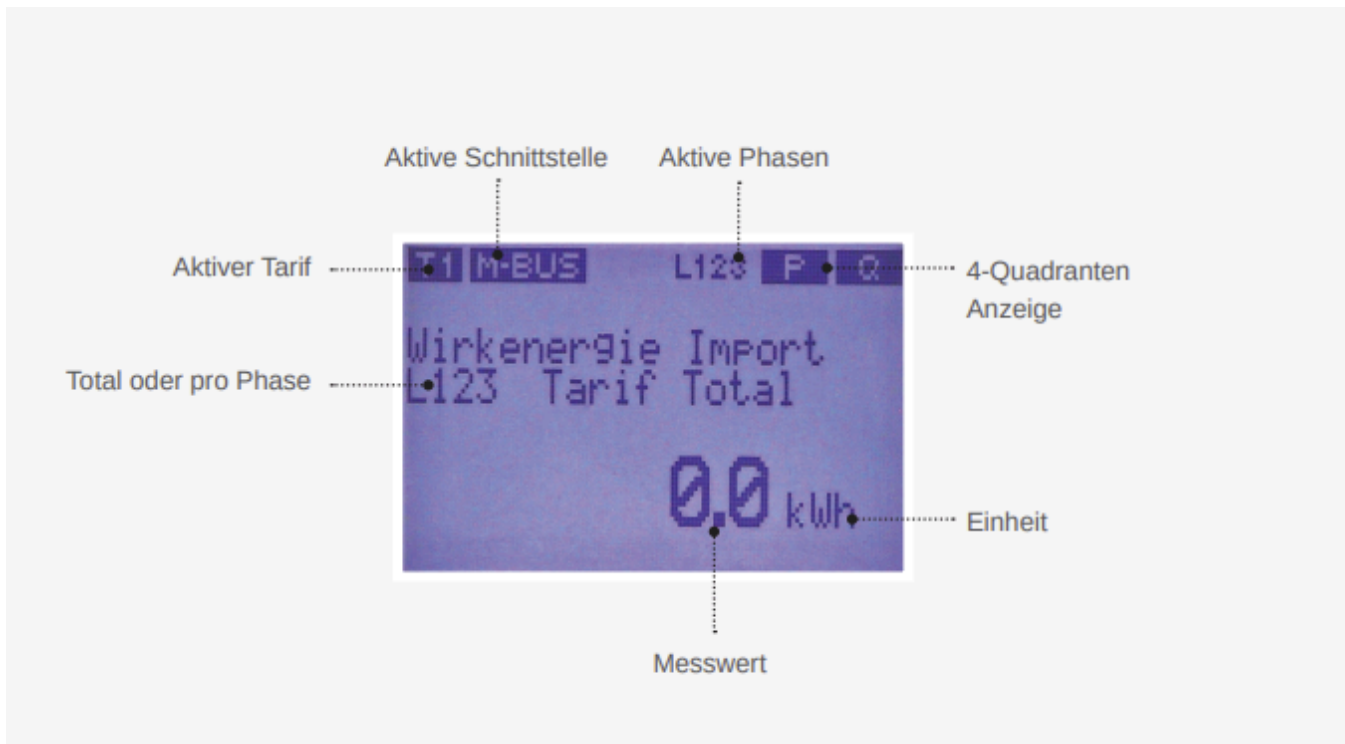 Aktive Schnittstelle Aktive Phasen
Aktiver Tarif
T1 M-BUS L123 P Q
4-Quadranten
Anzeige
Wirkenergie Import
Total oder pro Phase
L123 Tarif Total
0.0 kWh
Einheit
Messwert